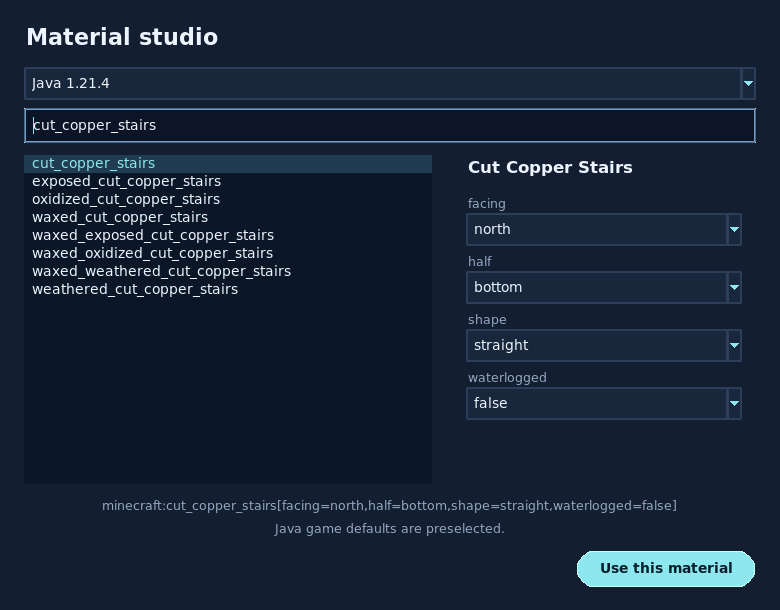 Material studio
Java 1.21.4
cut_copper_stairs
cut_copper_stairs
exposed_cut_copper_stairs
oxidized_cut_copper_stairs
waxed_cut_copper_stairs
waxed_exposed_cut_copper_stairs
waxed_oxidized_cut_copper_stairs
waxed_weathered_cut_copper_stairs
weathered_cut_copper_stairs
Cut Copper Stairs
facing
north
half
bottom
shape
straight
waterlogged
false
minecraft:cut_copper_stairs[facing=north,half=bottom,shape=straight,waterlogged=false]
Java game defaults are preselected.
Use this material